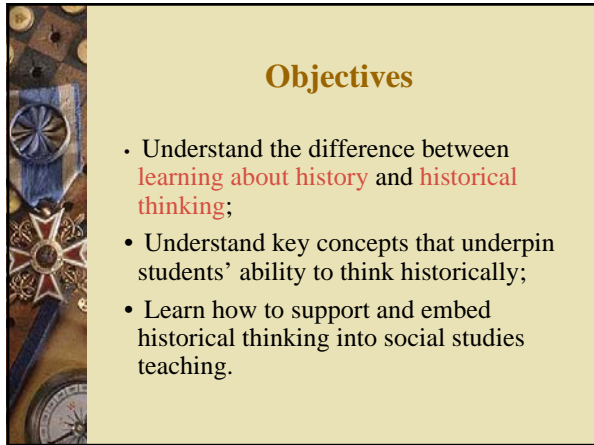 Objectives
• Understand the difference between
learning about history and historical
thinking;
• Understand key concepts that underpin
students’ ability to think historically;
• Learn how to support and embed
historical thinking into social studies
teaching.